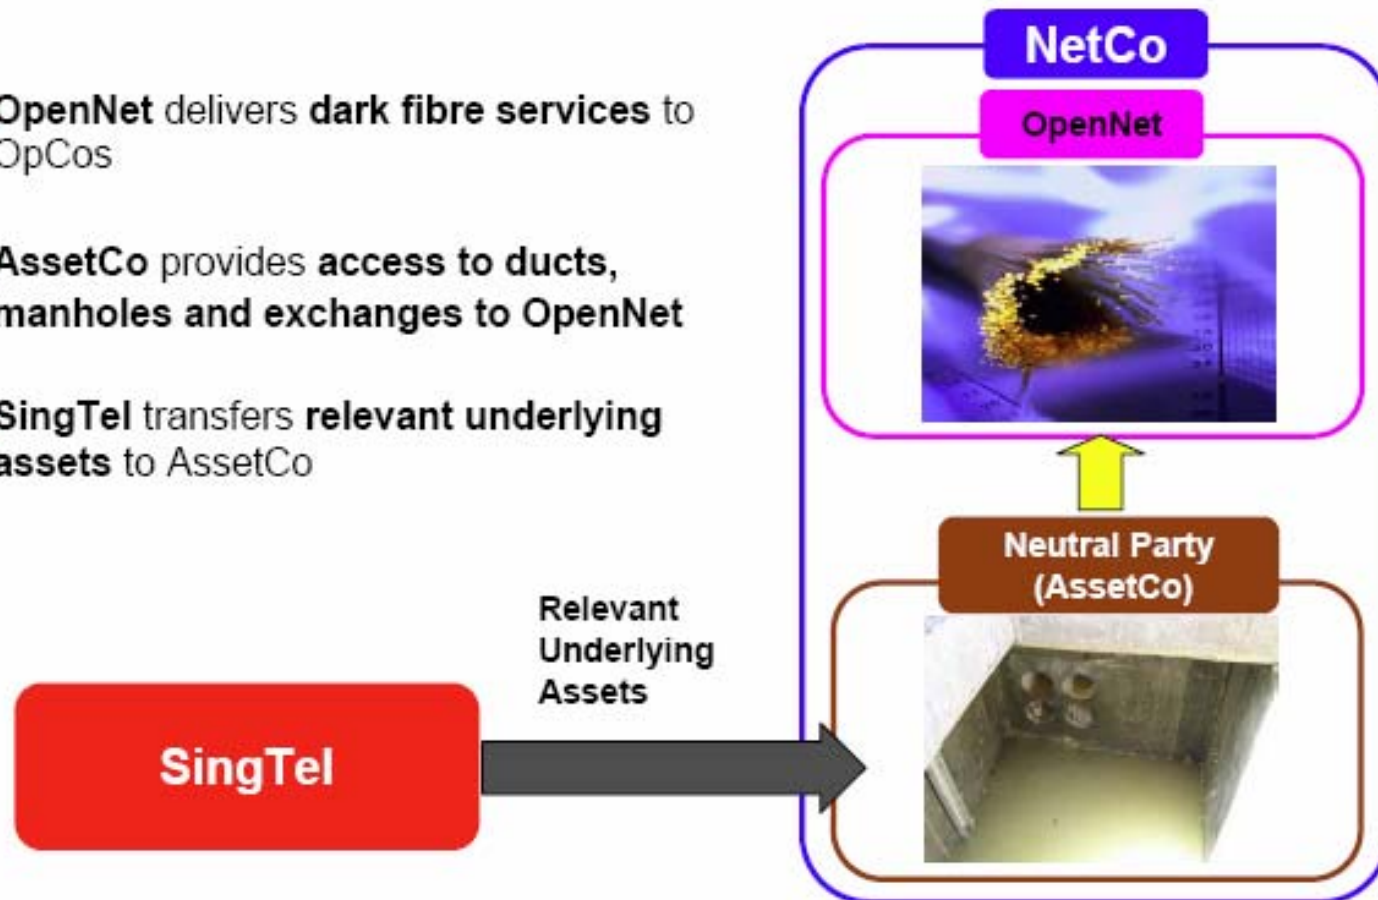 OpenNet delivers dark fibre services to
OpCos
AssetCo provides access to ducts,
manholes and exchanges to OpenNet
SingTel transfers relevant underlying
assets to AssetCo
NetCo
OpenNet
Neutral Party
(AssetCo)
Relevant
Underlying
Assets
SingTel